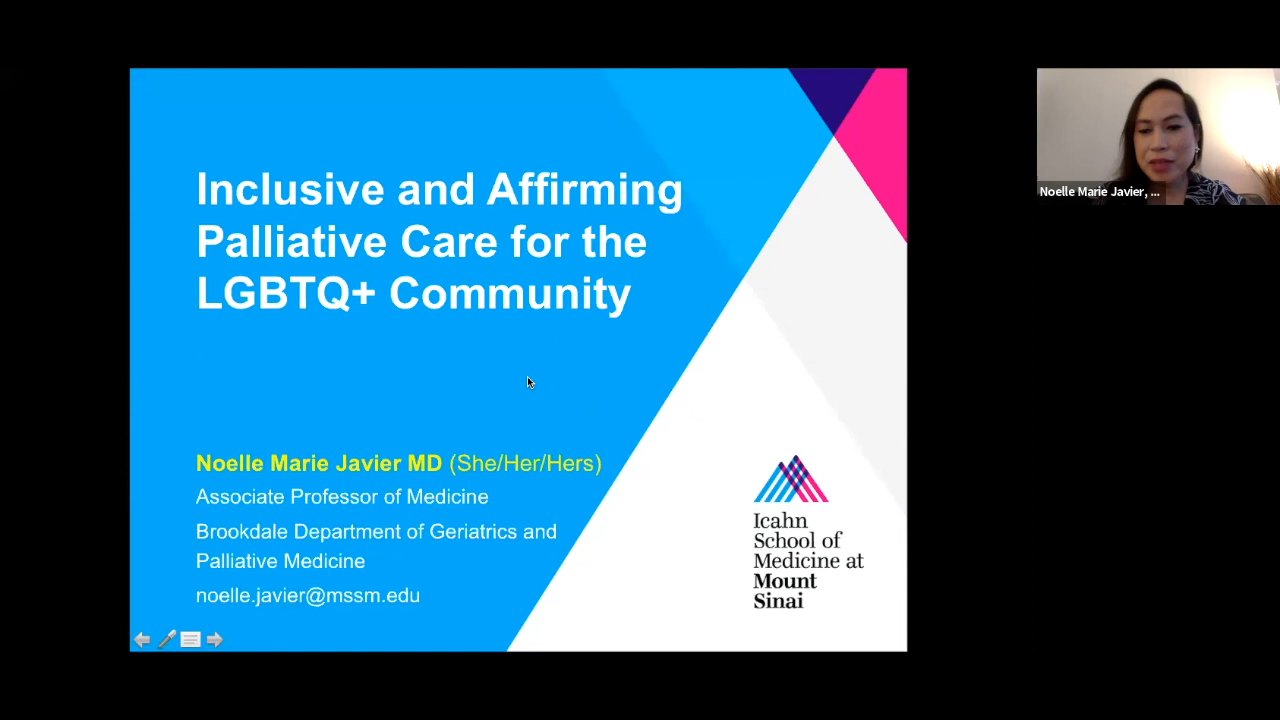 Inclusive and Affirming
Palliative Care for the
LGBTQ+ Community
Noelle Marie Javier MD (She/Her/Hers)
Associate Professor of Medicine
Brookdale Department of Geriatrics and
Palliative Medicine
noelle.javier@mssm.edu
Icahn
School of
Medicine at
Mount
Sinai
Noelle Marie Javier, ...